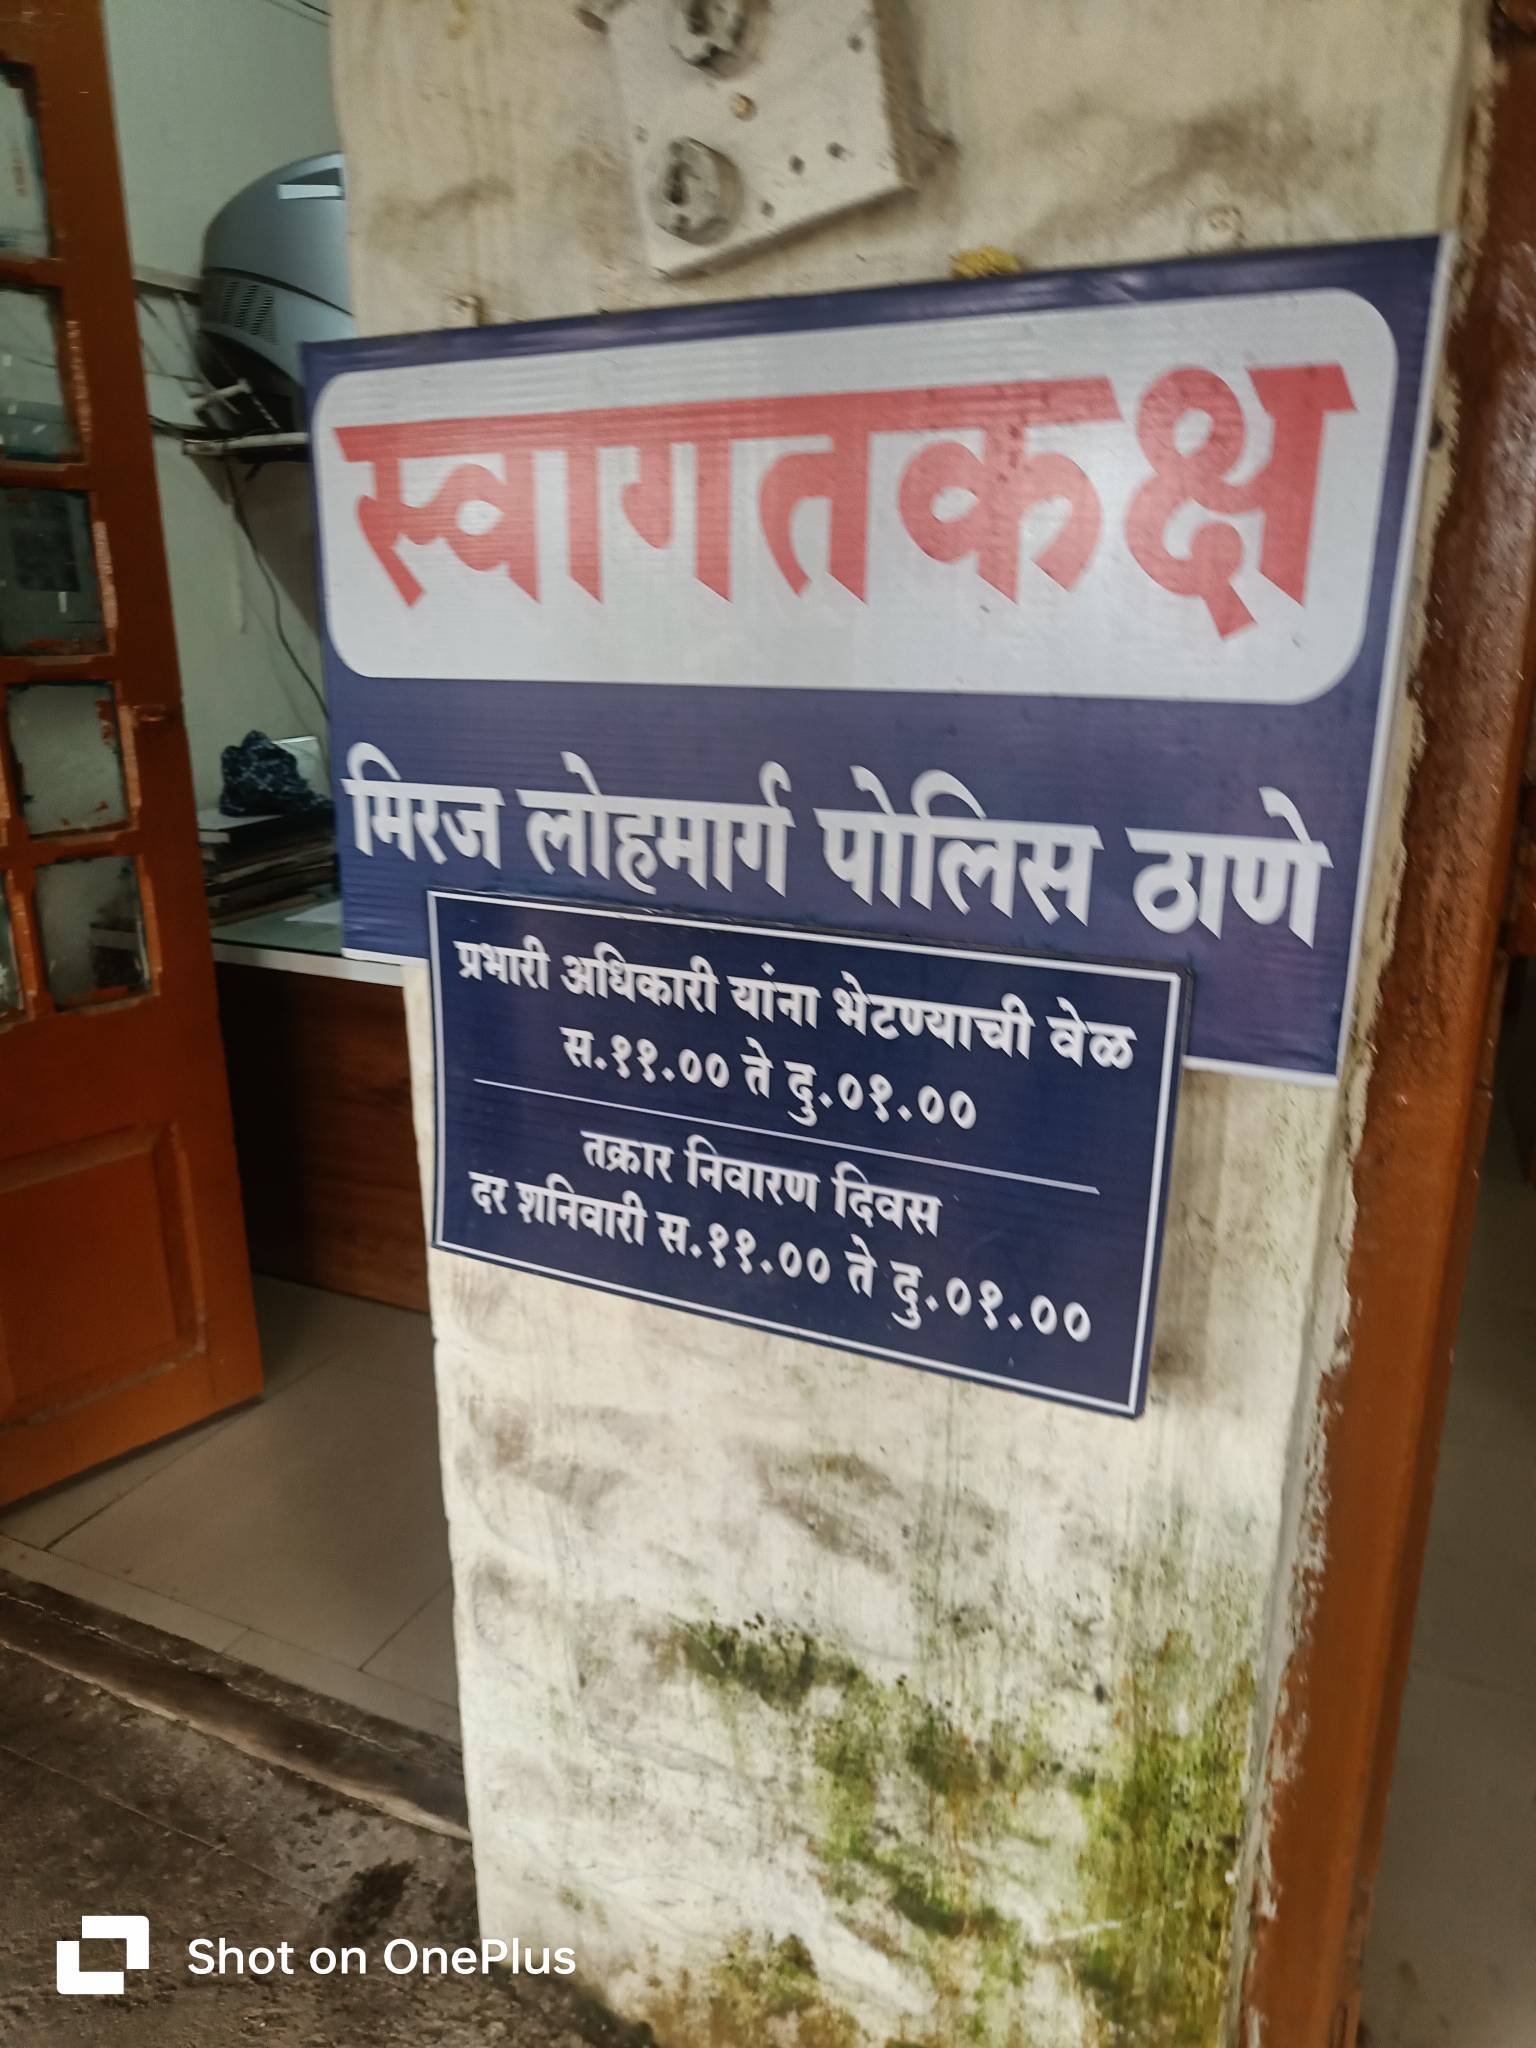 स्वागतकक्ष
मिरज लोहमार्ग पोलिस ठाणे
प्रभारी अधिकारी यांना भेटण्याची वेळ
स.११.०० ते दु.०१.००
तक्रार निवारण दिवस
दर शनिवारी स.११.०० ते दु.०१.००
Shot on OnePlus